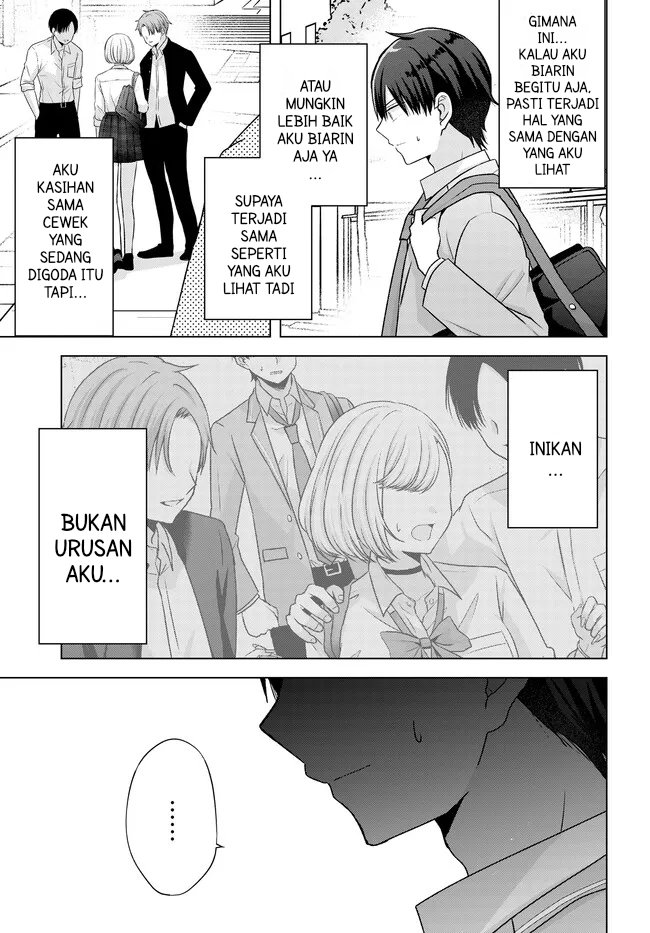 GIMANA
INI...
KALAU AKU
BIARIN
BEGITU AJA,
PASTI TERJADI
HAL YANG
SAMA DENGAN
YANG AKU
LIHAT
ATAU
MUNGKIN
LEBIH BAIK
AKU BIARIN
AJA YA
...
SUPAYA
TERJADI
SAMA
SEPERTI
YANG AKU
LIHAT TADI
AKU
KASIHAN
SAMA
CEWEK
YANG
SEDANG
DIGODA ITU
TAPI...
INIKAN
...
BUKAN
URUSAN
AKU...
......